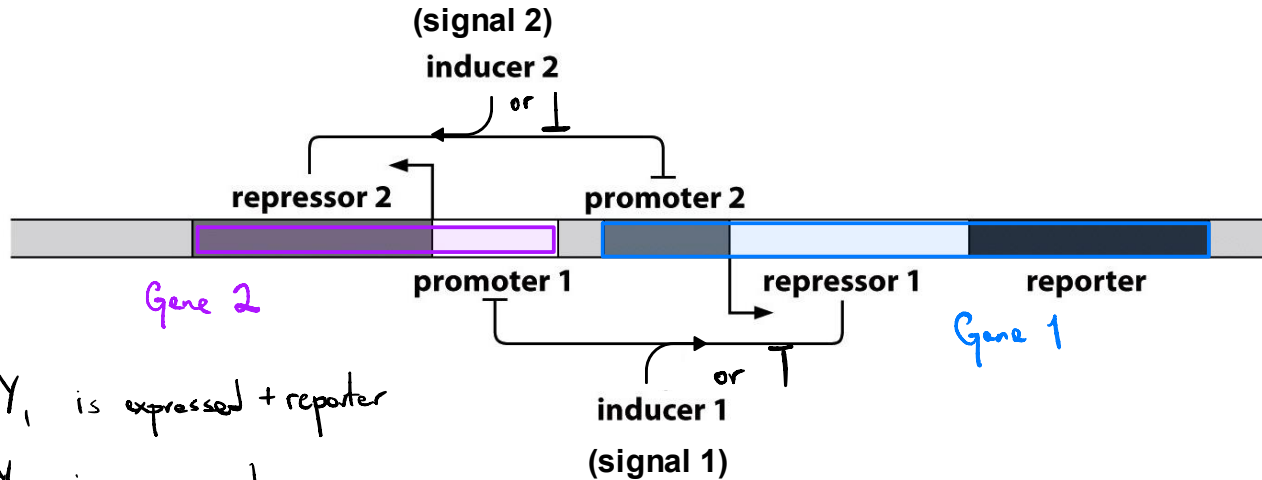 (signal 2)
inducer 2
or
repressor 2
promoter 2
promoter 1
repressor 1
reporter
Gene 2
Gene 1
Y₁ is expressed + reporter
or
inducer 1
(signal 1)